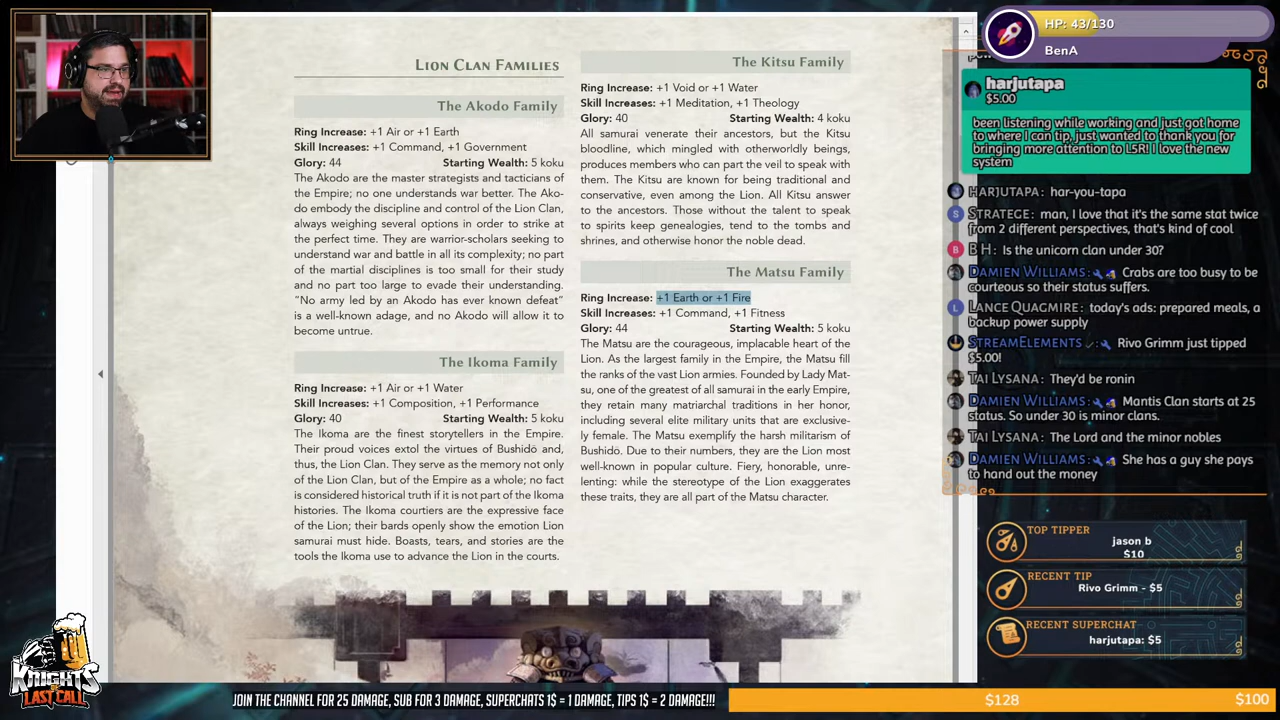 LION CLAN FAMILIES
The Akodo Family
Ring Increase: +1 Air or +1 Earth
Skill Increases: +1 Command, +1 Government
Glory: 44 Starting Wealth: 5 koku
The Akodo are the master strategists and tacticians of
the Empire; no one understands war better. The Ako-
do embody the discipline and control of the Lion Clan,
always weighing several options in order to strike at
the perfect time. They are warrior-scholars seeking to
understand war and battle in all its complexity; no part
of the martial disciplines is too small for their study
and no part too large to evade their understanding.
"No army led by an Akodo has ever known defeat"
is a well-known adage, and no Akodo will allow it to
become untrue.
The Ikoma Family
Ring Increase: +1 Air or +1 Water
Skill Increases: +1 Composition, +1 Performance
Glory: 40 Starting Wealth: 5 koku
The Ikoma are the finest storytellers in the Empire.
Their proud voices extol the virtues of Bushidō and,
thus, the Lion Clan. They serve as the memory not only
of the Lion Clan, but of the Empire as a whole; no fact
is considered historical truth if it is not part of the Ikoma
histories. The Ikoma courtiers are the expressive face
of the Lion; their bards openly show the emotion Lion
samurai must hide. Boasts, tears, and stories are the
tools the Ikoma use to advance the Lion in the courts.
The Kitsu Family
Ring Increase: +1 Void or +1 Water
Skill Increases: +1 Meditation, +1 Theology
Glory: 40 Starting Wealth: 4 koku
All samurai venerate their ancestors, but the Kitsu
bloodline, which mingled with otherworldly beings,
produces members who can part the veil to speak with
them. The Kitsu are known for being traditional and
conservative, even among the Lion. All Kitsu answer
to the ancestors. Those without the talent to speak
to spirits keep genealogies, tend to the tombs and
shrines, and otherwise honor the noble dead.
The Matsu Family
Ring Increase: +1 Earth or +1 Fire
Skill Increases: +1 Command, +1 Fitness
Glory: 44 Starting Wealth: 5 koku
The Matsu are the courageous, implacable heart of the
Lion. As the largest family in the Empire, the Matsu fill
the ranks of the vast Lion armies. Founded by Lady Mat-
su, one of the greatest of all samurai in the early Empire,
they retain many matriarchal traditions in her honor,
including several elite military units that are exclusive-
ly female. The Matsu exemplify the harsh militarism of
Bushidō. Due to their numbers, they are the Lion most
well-known in popular culture. Fiery, honorable, unre-
lenting: while the stereotype of the Lion exaggerates
these traits, they are all part of the Matsu character.
HP: 43/130
BenA
harjutapa
$5.00
been listening while working and just got home
to where I can tip, just wanted to thank you for
bringing more attention to L5R! I love the new
system
HARJUTAPA: har-you-tapa
STRATEGE: man, I love that it's the same stat twice
from 2 different perspectives, that's kind of cool
B H: Is the unicorn clan under 30?
DAMIEN WILLIAMS: Crabs are too busy to be
courteous so their status suffers.
LANCE QUAGMIRE: today's ads: prepared meals, a
backup power supply
STREAMELEMENTS: Rivo Grimm just tipped
$5.00!
TAI LYSANA: They'd be ronin
DAMIEN WILLIAMS: Mantis Clan starts at 25
status. So under 30 is minor clans.
TAI LYSANA: The Lord and the minor nobles
DAMIEN WILLIAMS: She has a guy she pays
to hand out the money
TOP TIPPER
jason b
$10
RECENT TIP
Rivo Grimm - $5
RECENT SUPERCHAT
harjutapa: $5
KNIGHTS
OF
LAST CALL
JOIN THE CHANNEL FOR 25 DAMAGE, SUB FOR 3 DAMAGE, SUPERCHATS 1$ = 1 DAMAGE, TIPS 1$ = 2 DAMAGE!!!
$128 $100